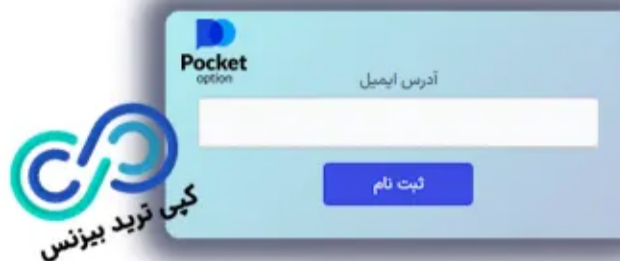 Pocket
option
آدرس ایمیل
ثبت نام
کپی ترید بیزنس